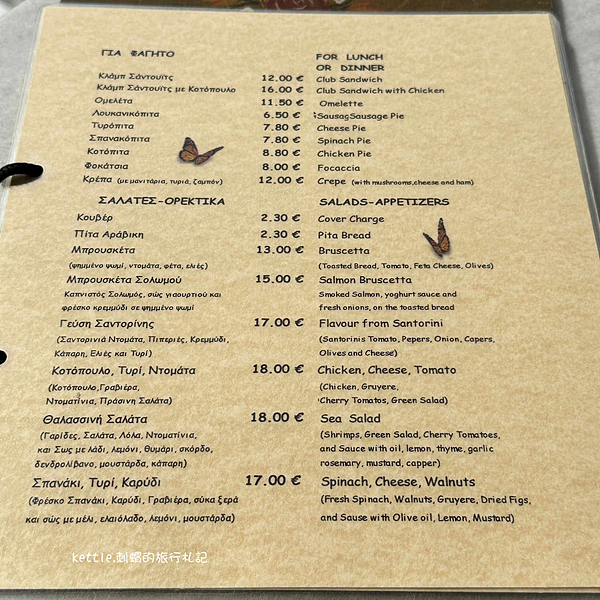 ΓΙΑ ΦΑΓΗΤΟ
FOR LUNCH
OR DINNER
Κλάμπ Σάντουϊτς 12.00 € Club Sandwich
Κλάμπ Σάντουϊτς με Κοτόπουλο 16.00 € Club Sandwich with Chicken
Ομελέτα 11.50 € Omelette
Λουκανικόπιτα 6.50 € SausagSausage Pie
Τυρόπιτα 7.80 € Cheese Pie
Σπανακόπιτα 7.80 € Spinach Pie
Κοτόπιτα 8.80 € Chicken Pie
Φοκάτσια 8.00 € Focaccia
Κρέπα (με μανιτάρια, τυριά, ζαμπόν) 12.00 € Crepe (with mushrooms,cheese and ham)
ΣΑΛΑΤΕΣ-ΟΡΕΚΤΙΚΑ SALADS-APPETIZERS
Κουβέρ 2.30 € Cover Charge
Πίτα Αράβικη 2.30 € Pita Bread
Μπρουσκέτα 13.00 € Bruscetta
(ψημμένο ψωμί, ντομάτα, φέτα, ελιές) (Toasted Bread, Tomato, Feta Cheese, Olives)
Μπρουσκέτα Σολωμού 15.00 € Salmon Bruscetta
Καπνιστός Σολωμός, σώς γιαουρτιού και Smoked Salmon, yoghurt sauce and
φρέσκο κρεμμύδι σε ψημμένο ψωμί fresh onions, on the toasted bread
Γεύση Σαντορίνης 17.00 € Flavour from Santorini
(Σαντορινιά Ντομάτα, Πιπεριές, Κρεμμύδι, (Santorinis Tomato, Pepers, Onion, Capers,
Κάπαρη, Ελιές και Τυρί) Olives and Cheese)
Κοτόπουλο, Τυρί, Ντομάτα 18.00 € Chicken, Cheese, Tomato
(Κοτόπουλο,Γραβιέρα, (Chicken, Gruyere,
Ντοματίνια, Πράσινη Σαλάτα) Cherry Tomatos, Green Salad)
Θαλασσινή Σαλάτα 18.00 € Sea Salad
(Γαρίδες, Σαλάτα, Λόλα, Ντοματίνια, (Shrimps, Green Salad, Cherry Tomatoes,
και Σως με λάδι, λεμόνι, θυμάρι, σκόρδο, and Sauce with oil, lemon, thyme, garlic
δενδρολίβανο, μουστάρδα, κάπαρη) rosemary, mustard, capper)
Σπανάκι, Τυρί, Καρύδι 17.00 € Spinach, Cheese, Walnuts
(Φρέσκο Σπανάκι, Καρύδι, Γραβιέρα, σύκα ξερά (Fresh Spinach, Walnuts, Gruyere, Dried Figs,
και σώς με μέλι, ελαιόλαδο, λεμόνι, μουστάρδα) and Sause with Olive oil, Lemon, Mustard)
kettle.刺蝟的旅行札記